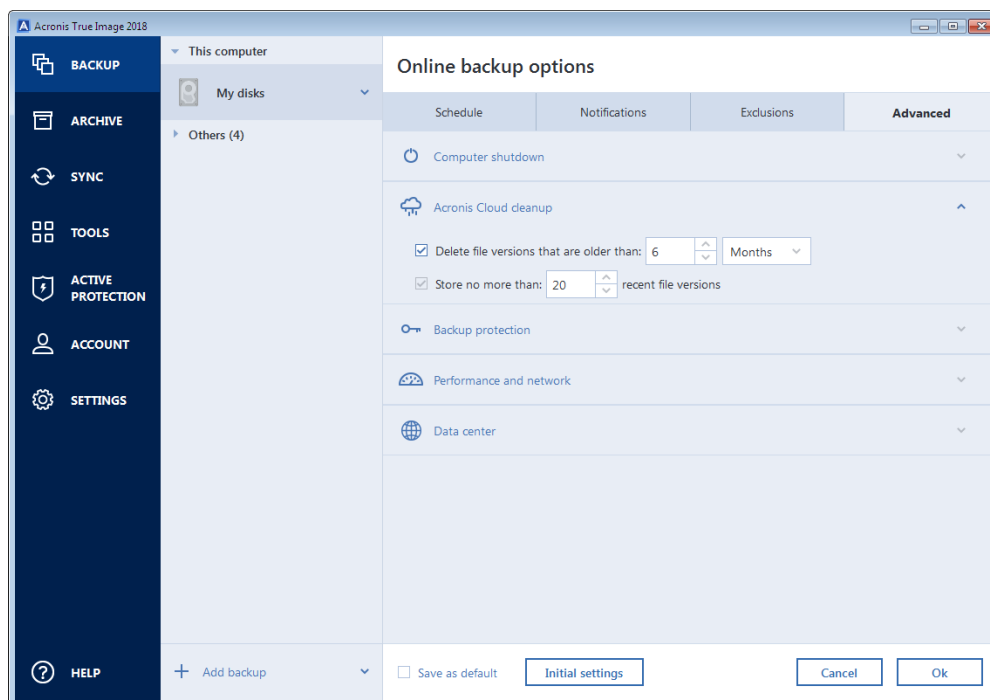 Acronis True Image 2018
BACKUP
ARCHIVE
SYNC
TOOLS
ACTIVE
PROTECTION
ACCOUNT
SETTINGS
HELP
This computer
My disks
Others (4)
Add backup
Online backup options
Schedule
Notifications
Exclusions
Advanced
Computer shutdown
Acronis Cloud cleanup
Delete file versions that are older than: 6 Months
Store no more than: 20 recent file versions
Backup protection
Performance and network
Data center
Save as default
Initial settings
Cancel
Ok